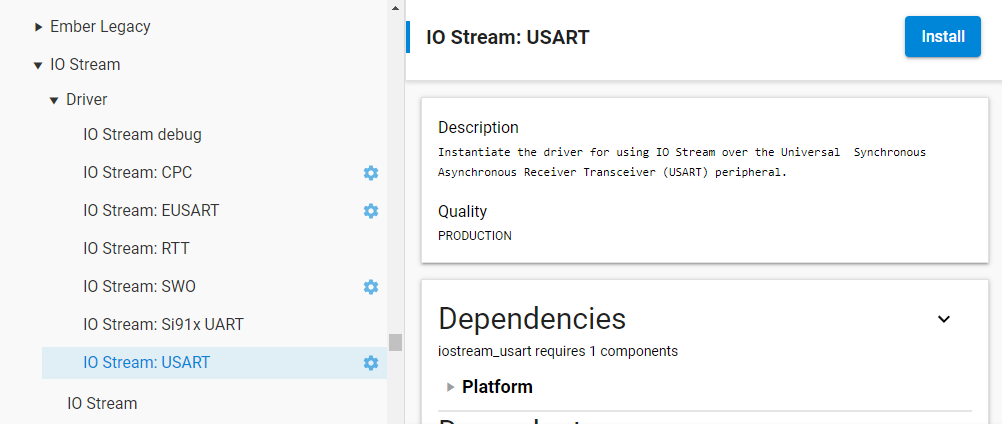 Ember Legacy
IO Stream
Driver
IO Stream debug
IO Stream: CPC
IO Stream: EUSART
IO Stream: RTT
IO Stream: SWO
IO Stream: Si91x UART
IO Stream: USART
IO Stream
IO Stream: USART
Install
Description
Instantiate the driver for using IO Stream over the Universal  Synchronous
Asynchronous Receiver Transceiver (USART) peripheral.
Quality
PRODUCTION
Dependencies
iostream_usart requires 1 components
Platform